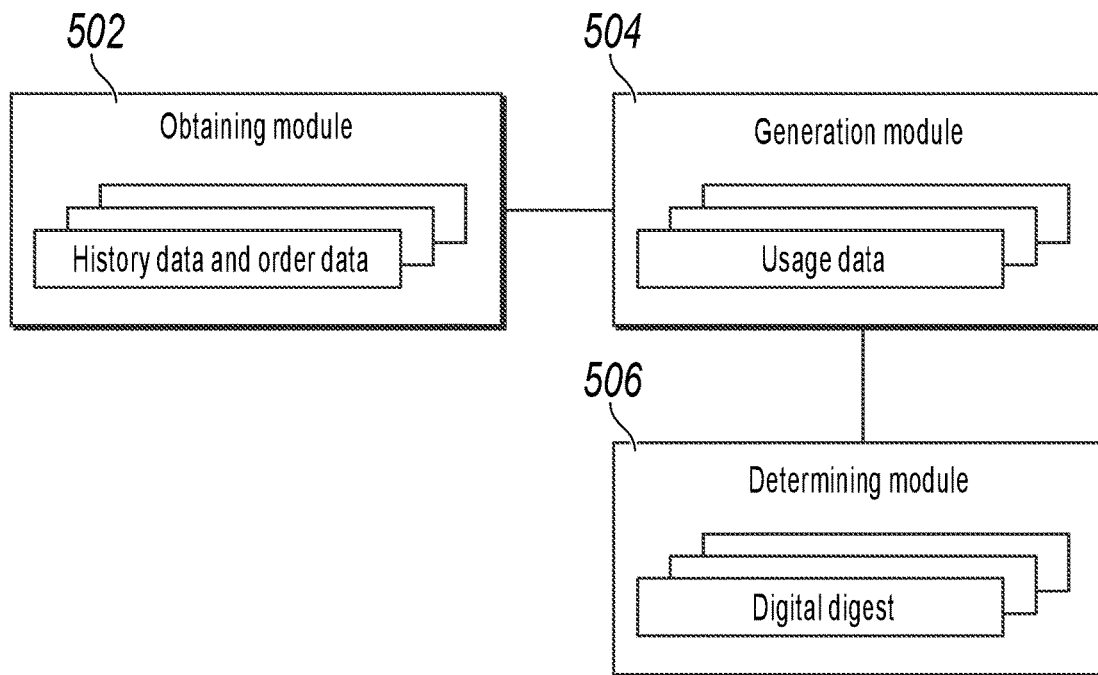 502
Obtaining module
History data and order data
504
Generation module
Usage data
506
Determining module
Digital digest